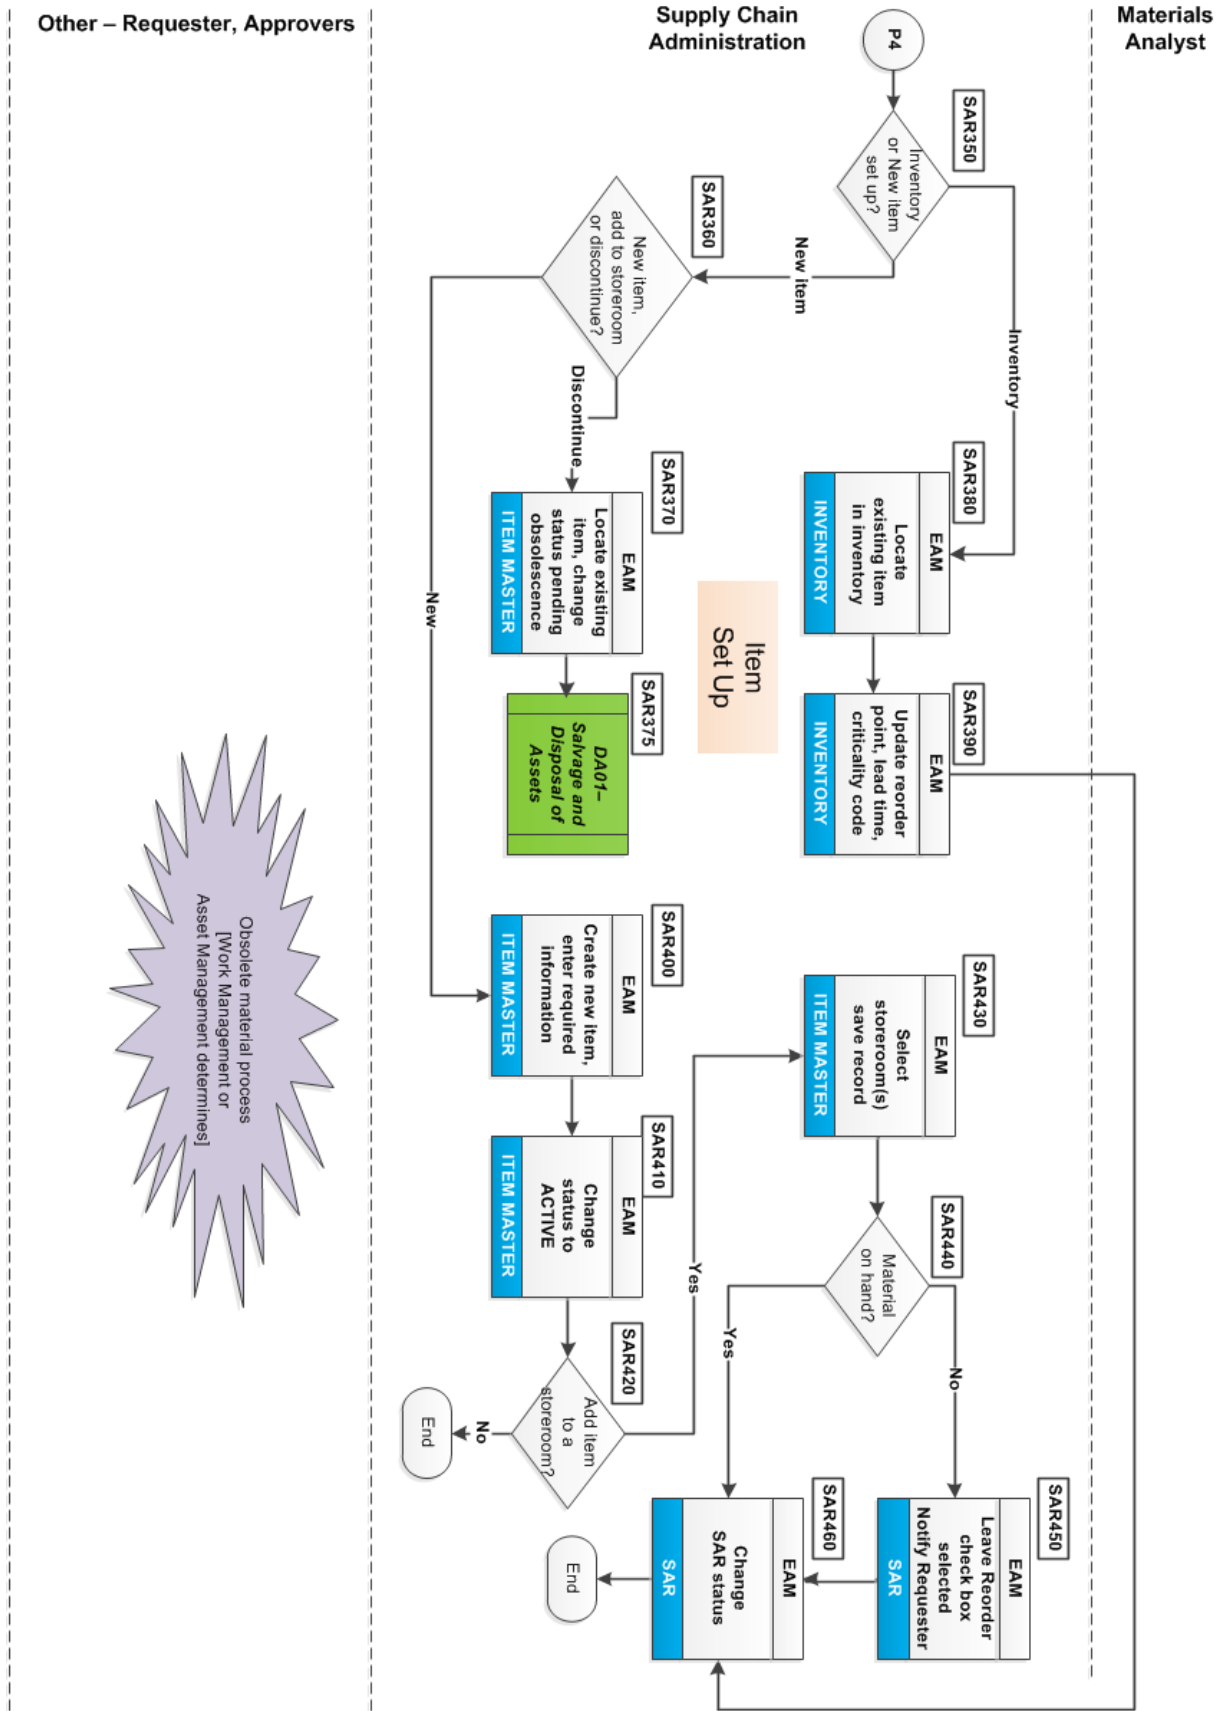 Other – Requester, Approvers
Supply Chain
Administration
Materials
Analyst
P4
SAR350
Inventory
or New item
set up?
Inventory
New item
SAR360
New item,
add to storeroom
or discontinue?
Discontinue
New
SAR380
EAM
Locate
existing item
in inventory
INVENTORY
SAR390
EAM
Update reorder
point, lead time,
criticality code
INVENTORY
SAR370
EAM
Locate existing
item, change
status pending
obsolescence
ITEM MASTER
SAR375
DA01–
Salvage and
Disposal of
Assets
Item
Set Up
SAR400
EAM
Create new item,
enter required
information
ITEM MASTER
SAR410
EAM
Change
status to
ACTIVE
ITEM MASTER
SAR420
Add item
to a
storeroom?
Yes
No
End
SAR430
EAM
Select
storeroom(s)
save record
ITEM MASTER
SAR440
Material
on hand?
No
Yes
SAR450
EAM
Leave Reorder
check box
selected
Notify Requester
SAR
SAR460
EAM
Change
SAR status
SAR
End
Obsolete material process
[Work Management or
Asset Management determines]